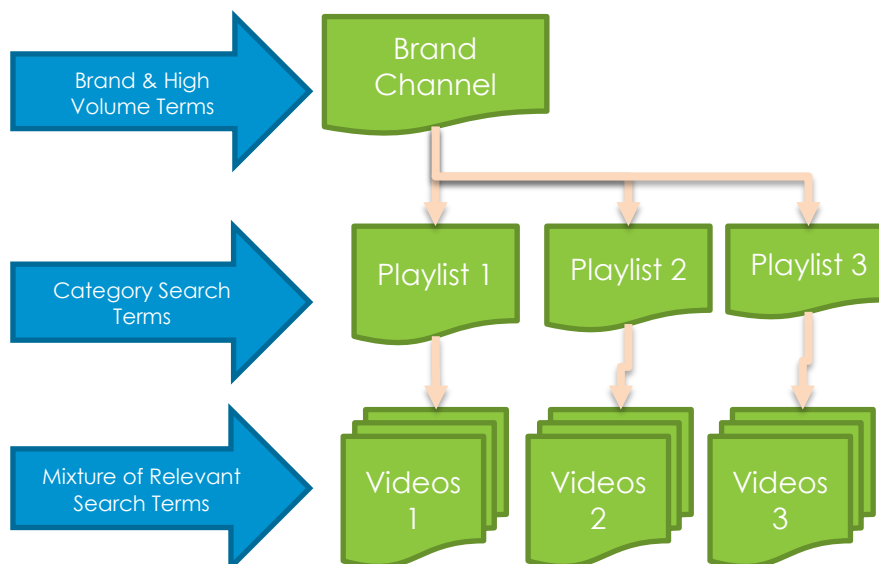 Brand & High
Volume Terms
Brand
Channel
Category Search
Terms
Playlist 1
Playlist 2
Playlist 3
Mixture of Relevant
Search Terms
Videos
1
Videos
2
Videos
3